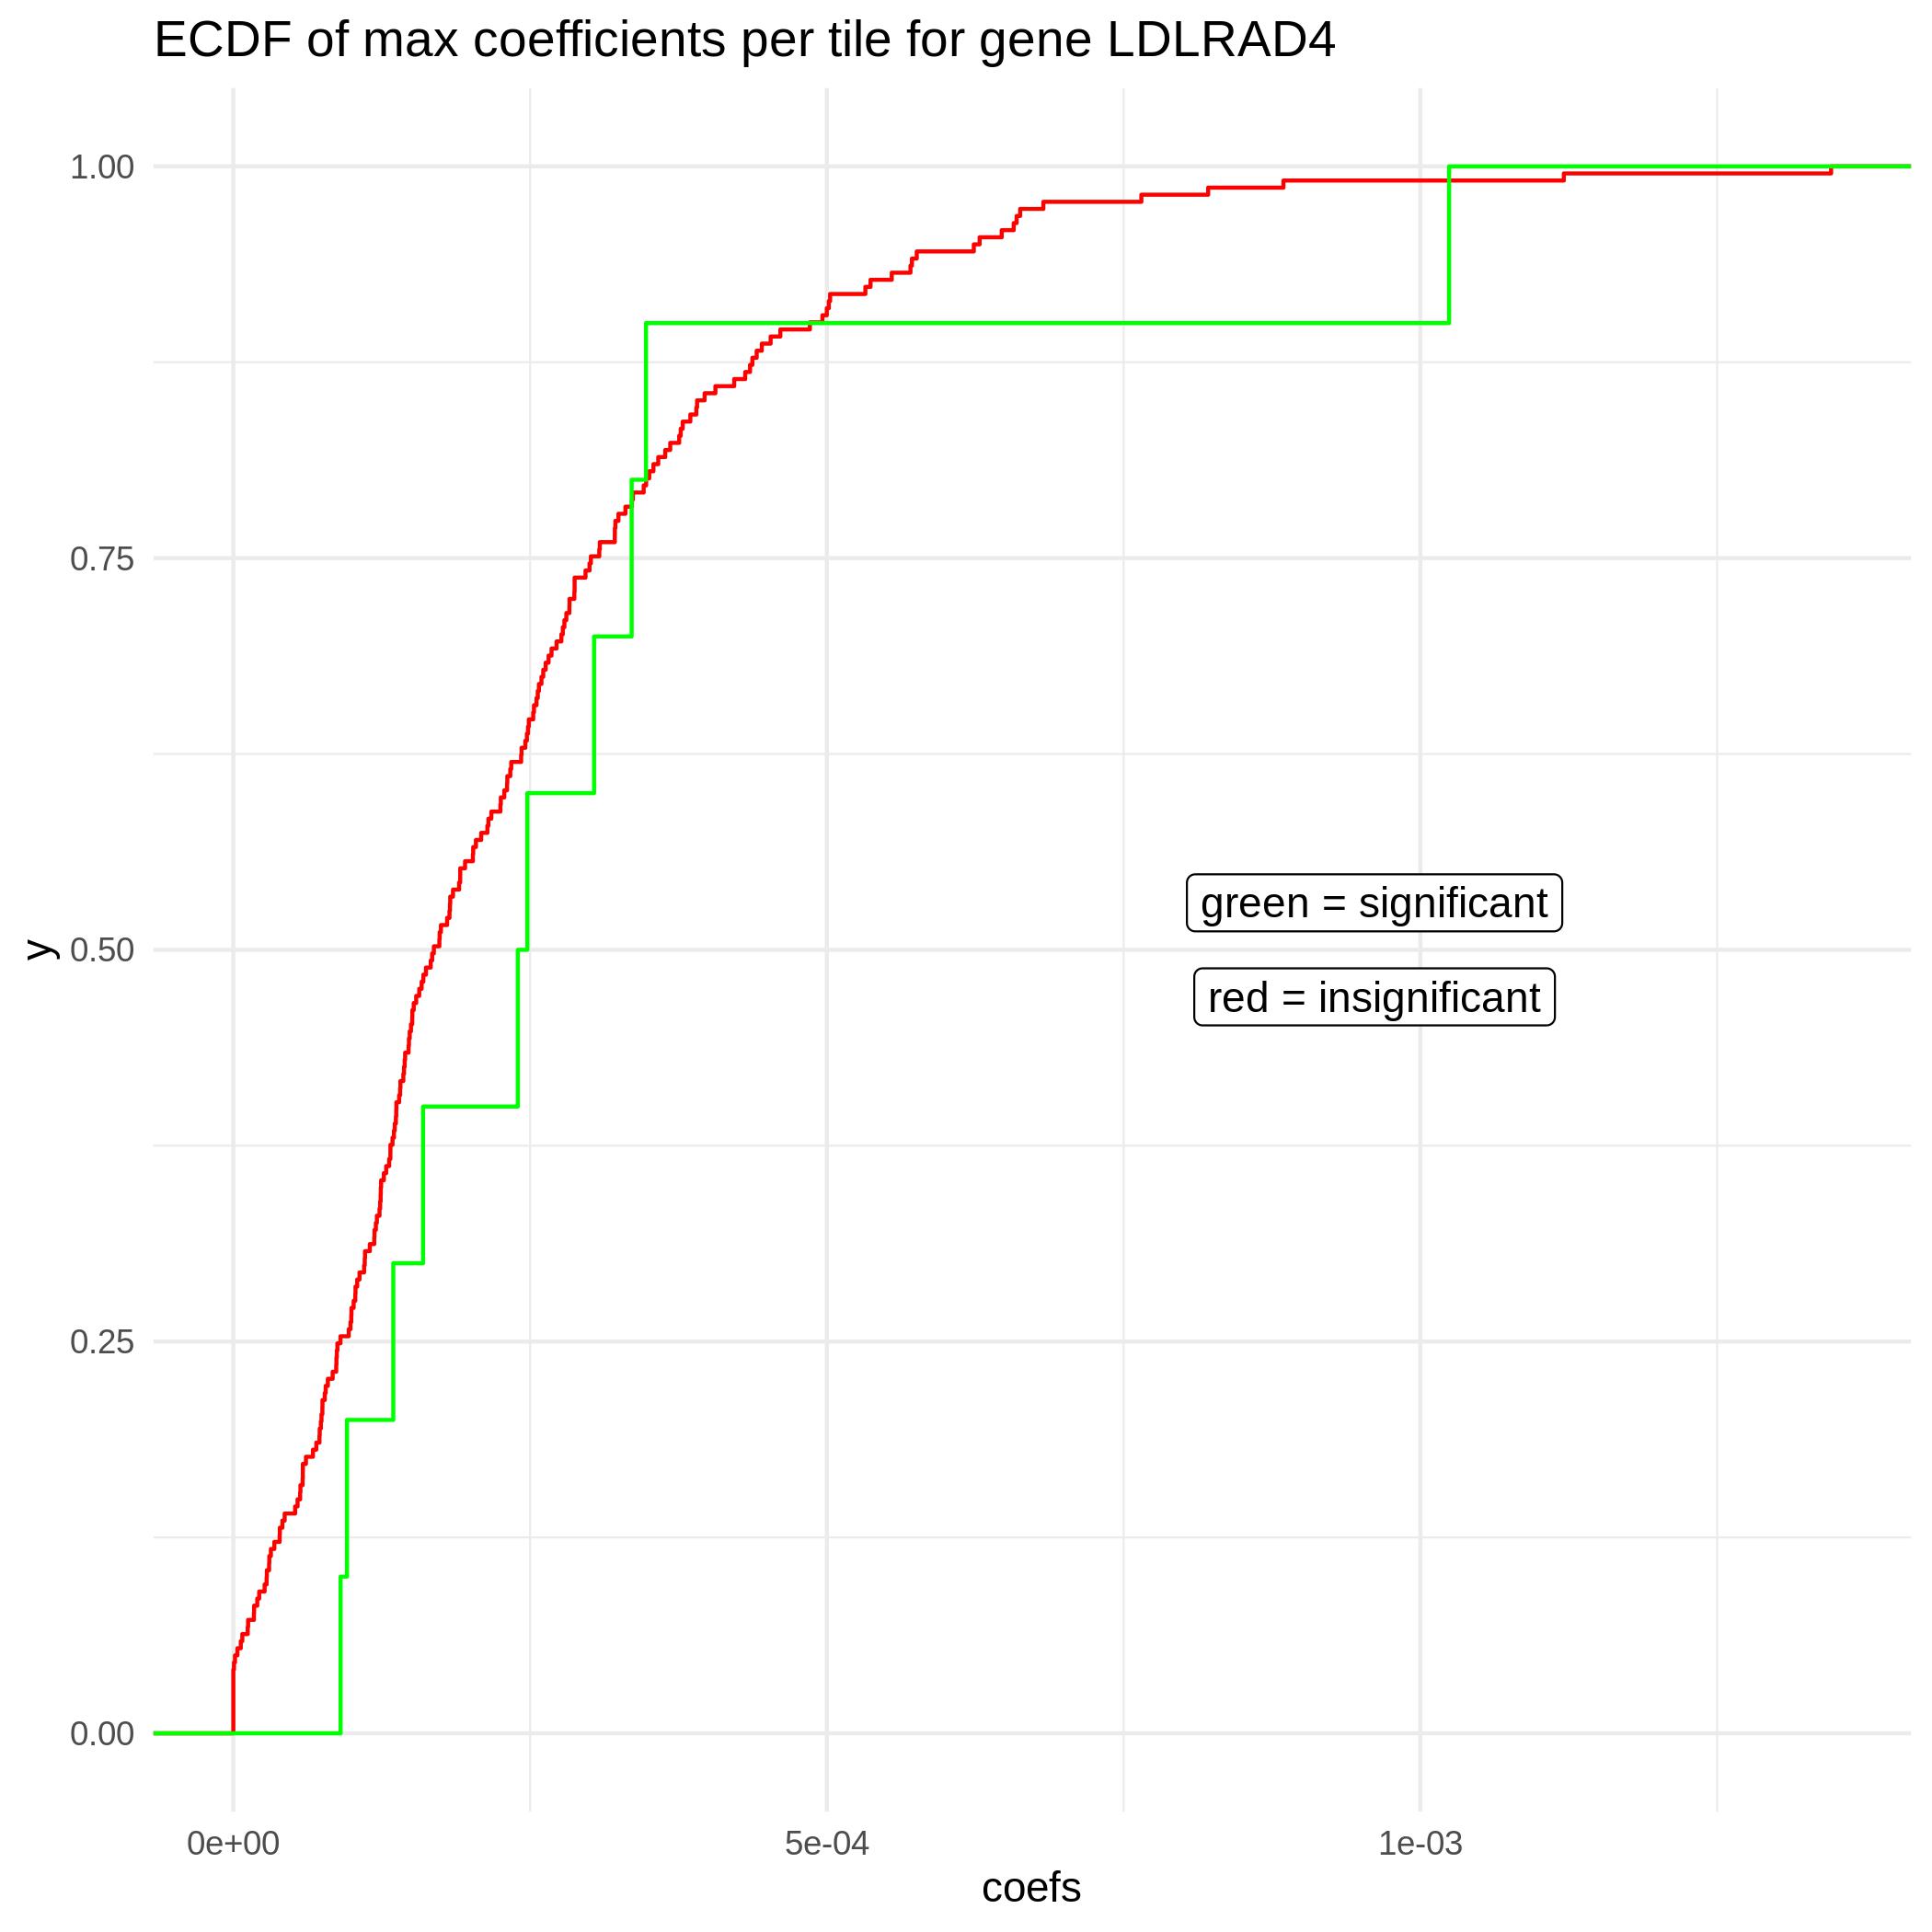 ECDF of max coefficients per tile for gene LDLRAD4
1.00
0.75
0.50
0.25
0.00
y
green = significant
red = insignificant
0e+00
5e-04
1e-03
coefs